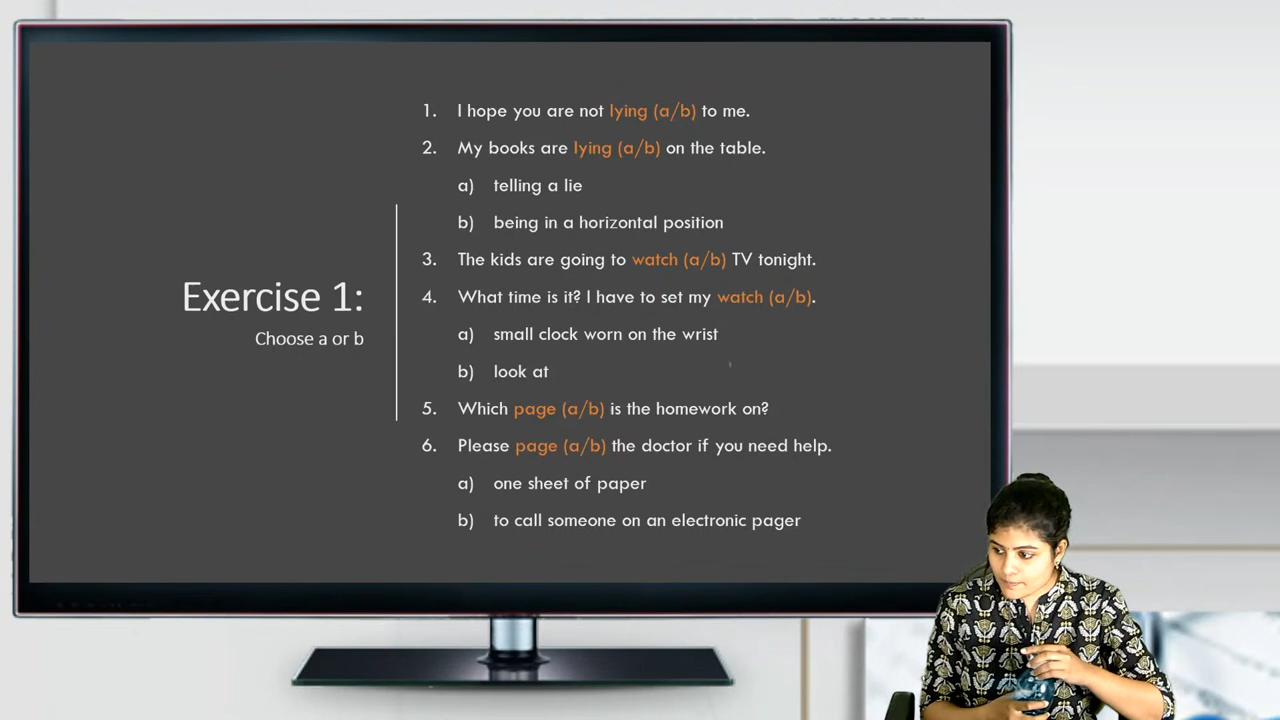 Exercise 1:
Choose a or b
1. I hope you are not lying (a/b) to me.
2. My books are lying (a/b) on the table.
a) telling a lie
b) being in a horizontal position
3. The kids are going to watch (a/b) TV tonight.
4. What time is it? I have to set my watch (a/b).
a) small clock worn on the wrist
b) look at
5. Which page (a/b) is the homework on?
6. Please page (a/b) the doctor if you need help.
a) one sheet of paper
b) to call someone on an electronic pager